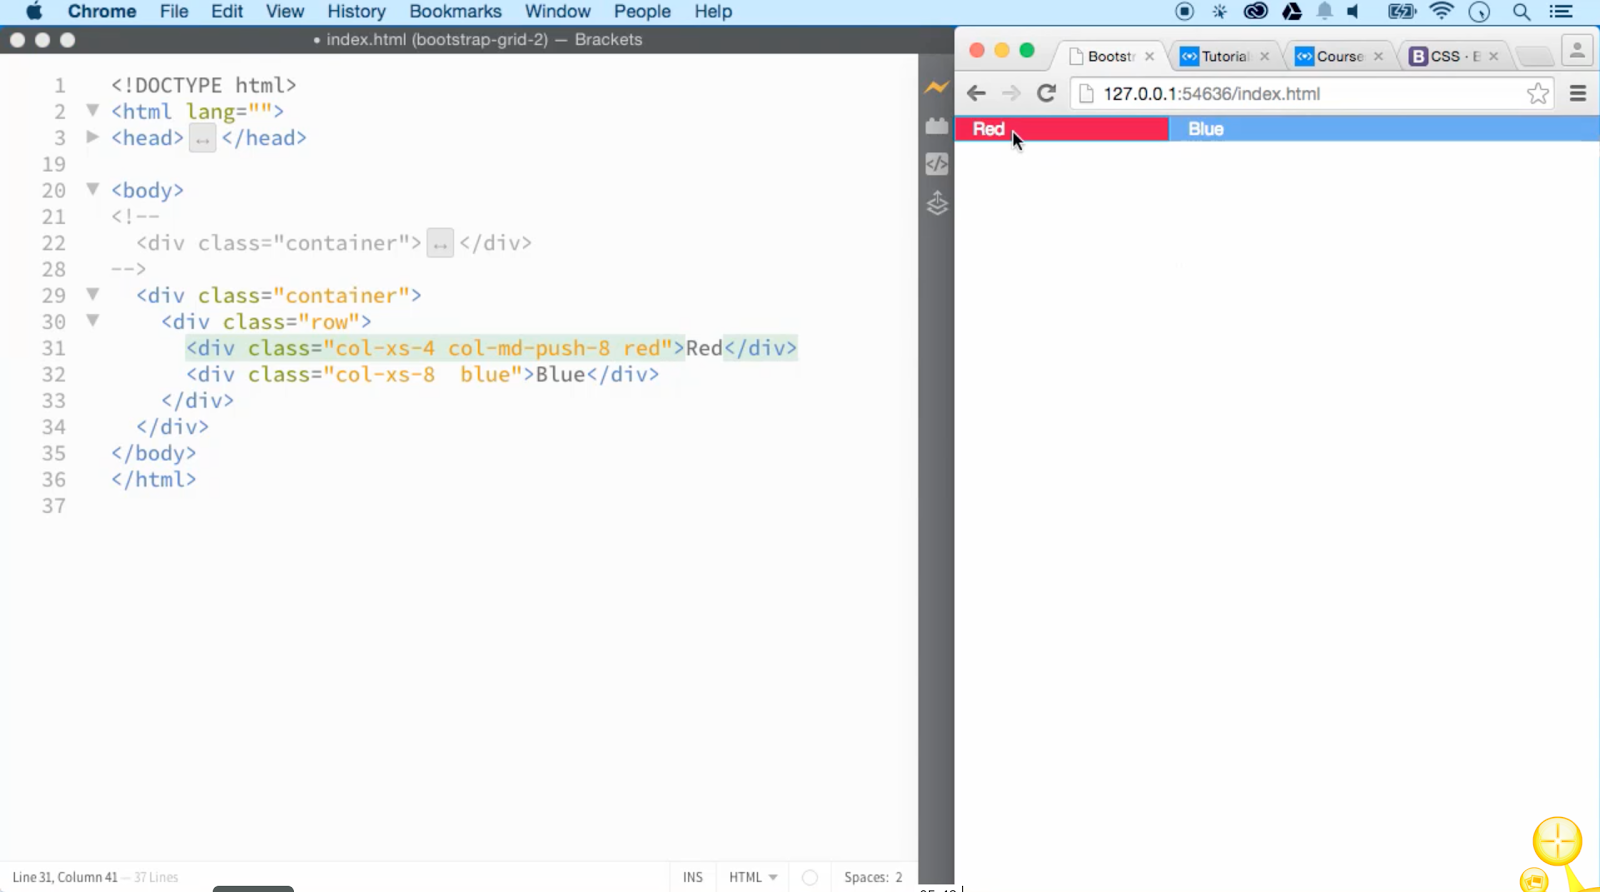 Chrome File Edit View History Bookmarks Window People Help
• index.html (bootstrap-grid-2) — Brackets
1 <!DOCTYPE html>
2 <html lang="">
3 <head> ↔ </head>
19
20 <body>
21 <!--
22 <div class="container"> ↔ </div>
28 -->
29 <div class="container">
30 <div class="row">
31 <div class="col-xs-4 col-md-push-8 red">Red</div>
32 <div class="col-xs-8  blue">Blue</div>
33 </div>
34 </div>
35 </body>
36 </html>
37
Line 31, Column 41 — 37 Lines
INS HTML Spaces: 2
Bootst Tutorial Course B CSS · B
127.0.0.1:54636/index.html
Red Blue